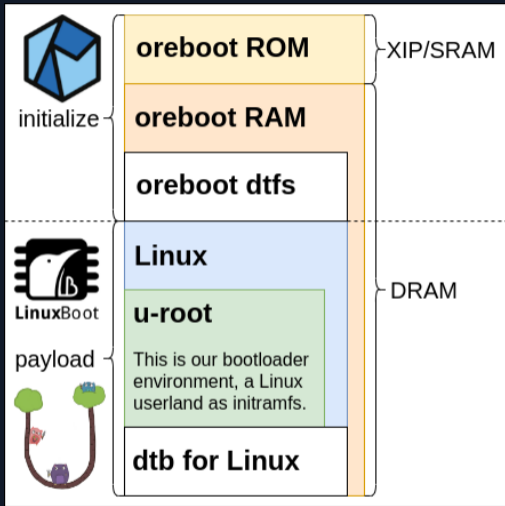 oreboot ROM
XIP/SRAM
initialize
oreboot RAM
oreboot dtfs
Linux
LB
LinuxBoot
DRAM
u-root
payload
This is our bootloader
environment, a Linux
userland as initramfs.
dtb for Linux